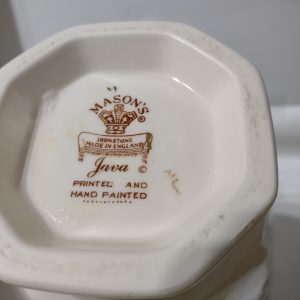 MASON'S®
IRONSTONE
MADE IN ENGLAND
Java ©
PRINTED AND
HAND PAINTED